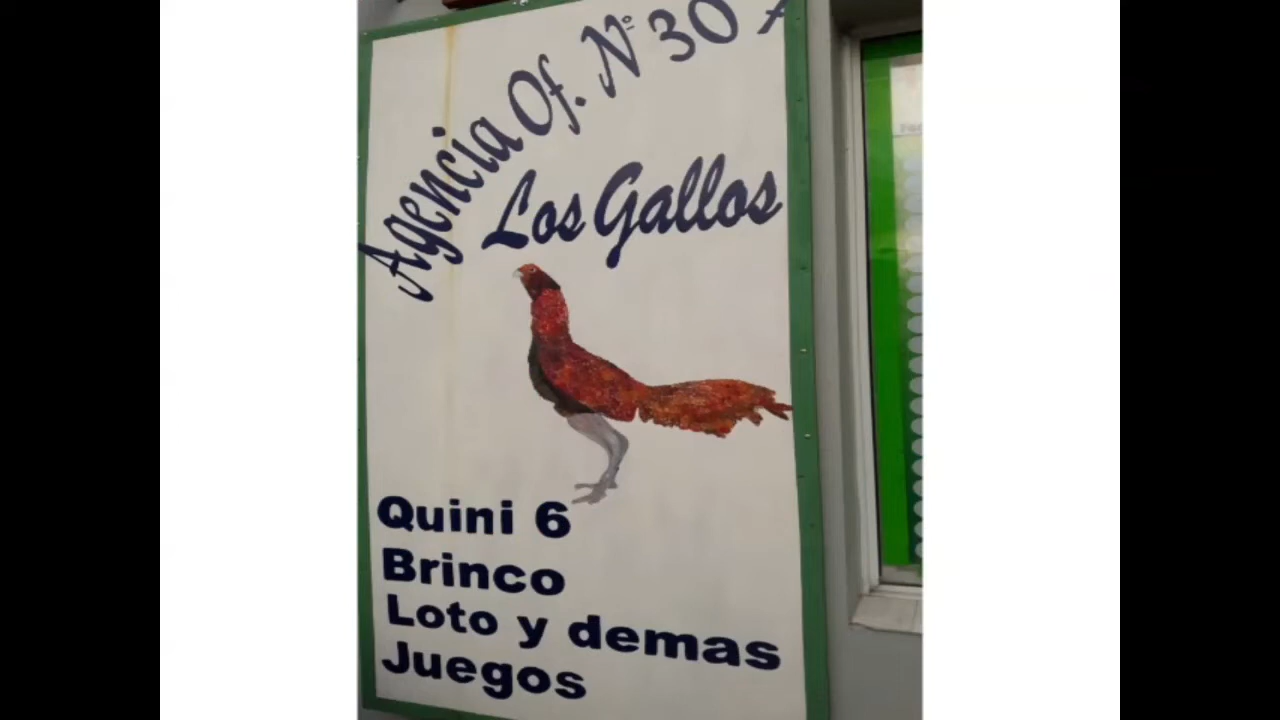 Agencia Of. Nº 30
Los Gallos
Quini 6
Brinco
Loto y demas
Juegos